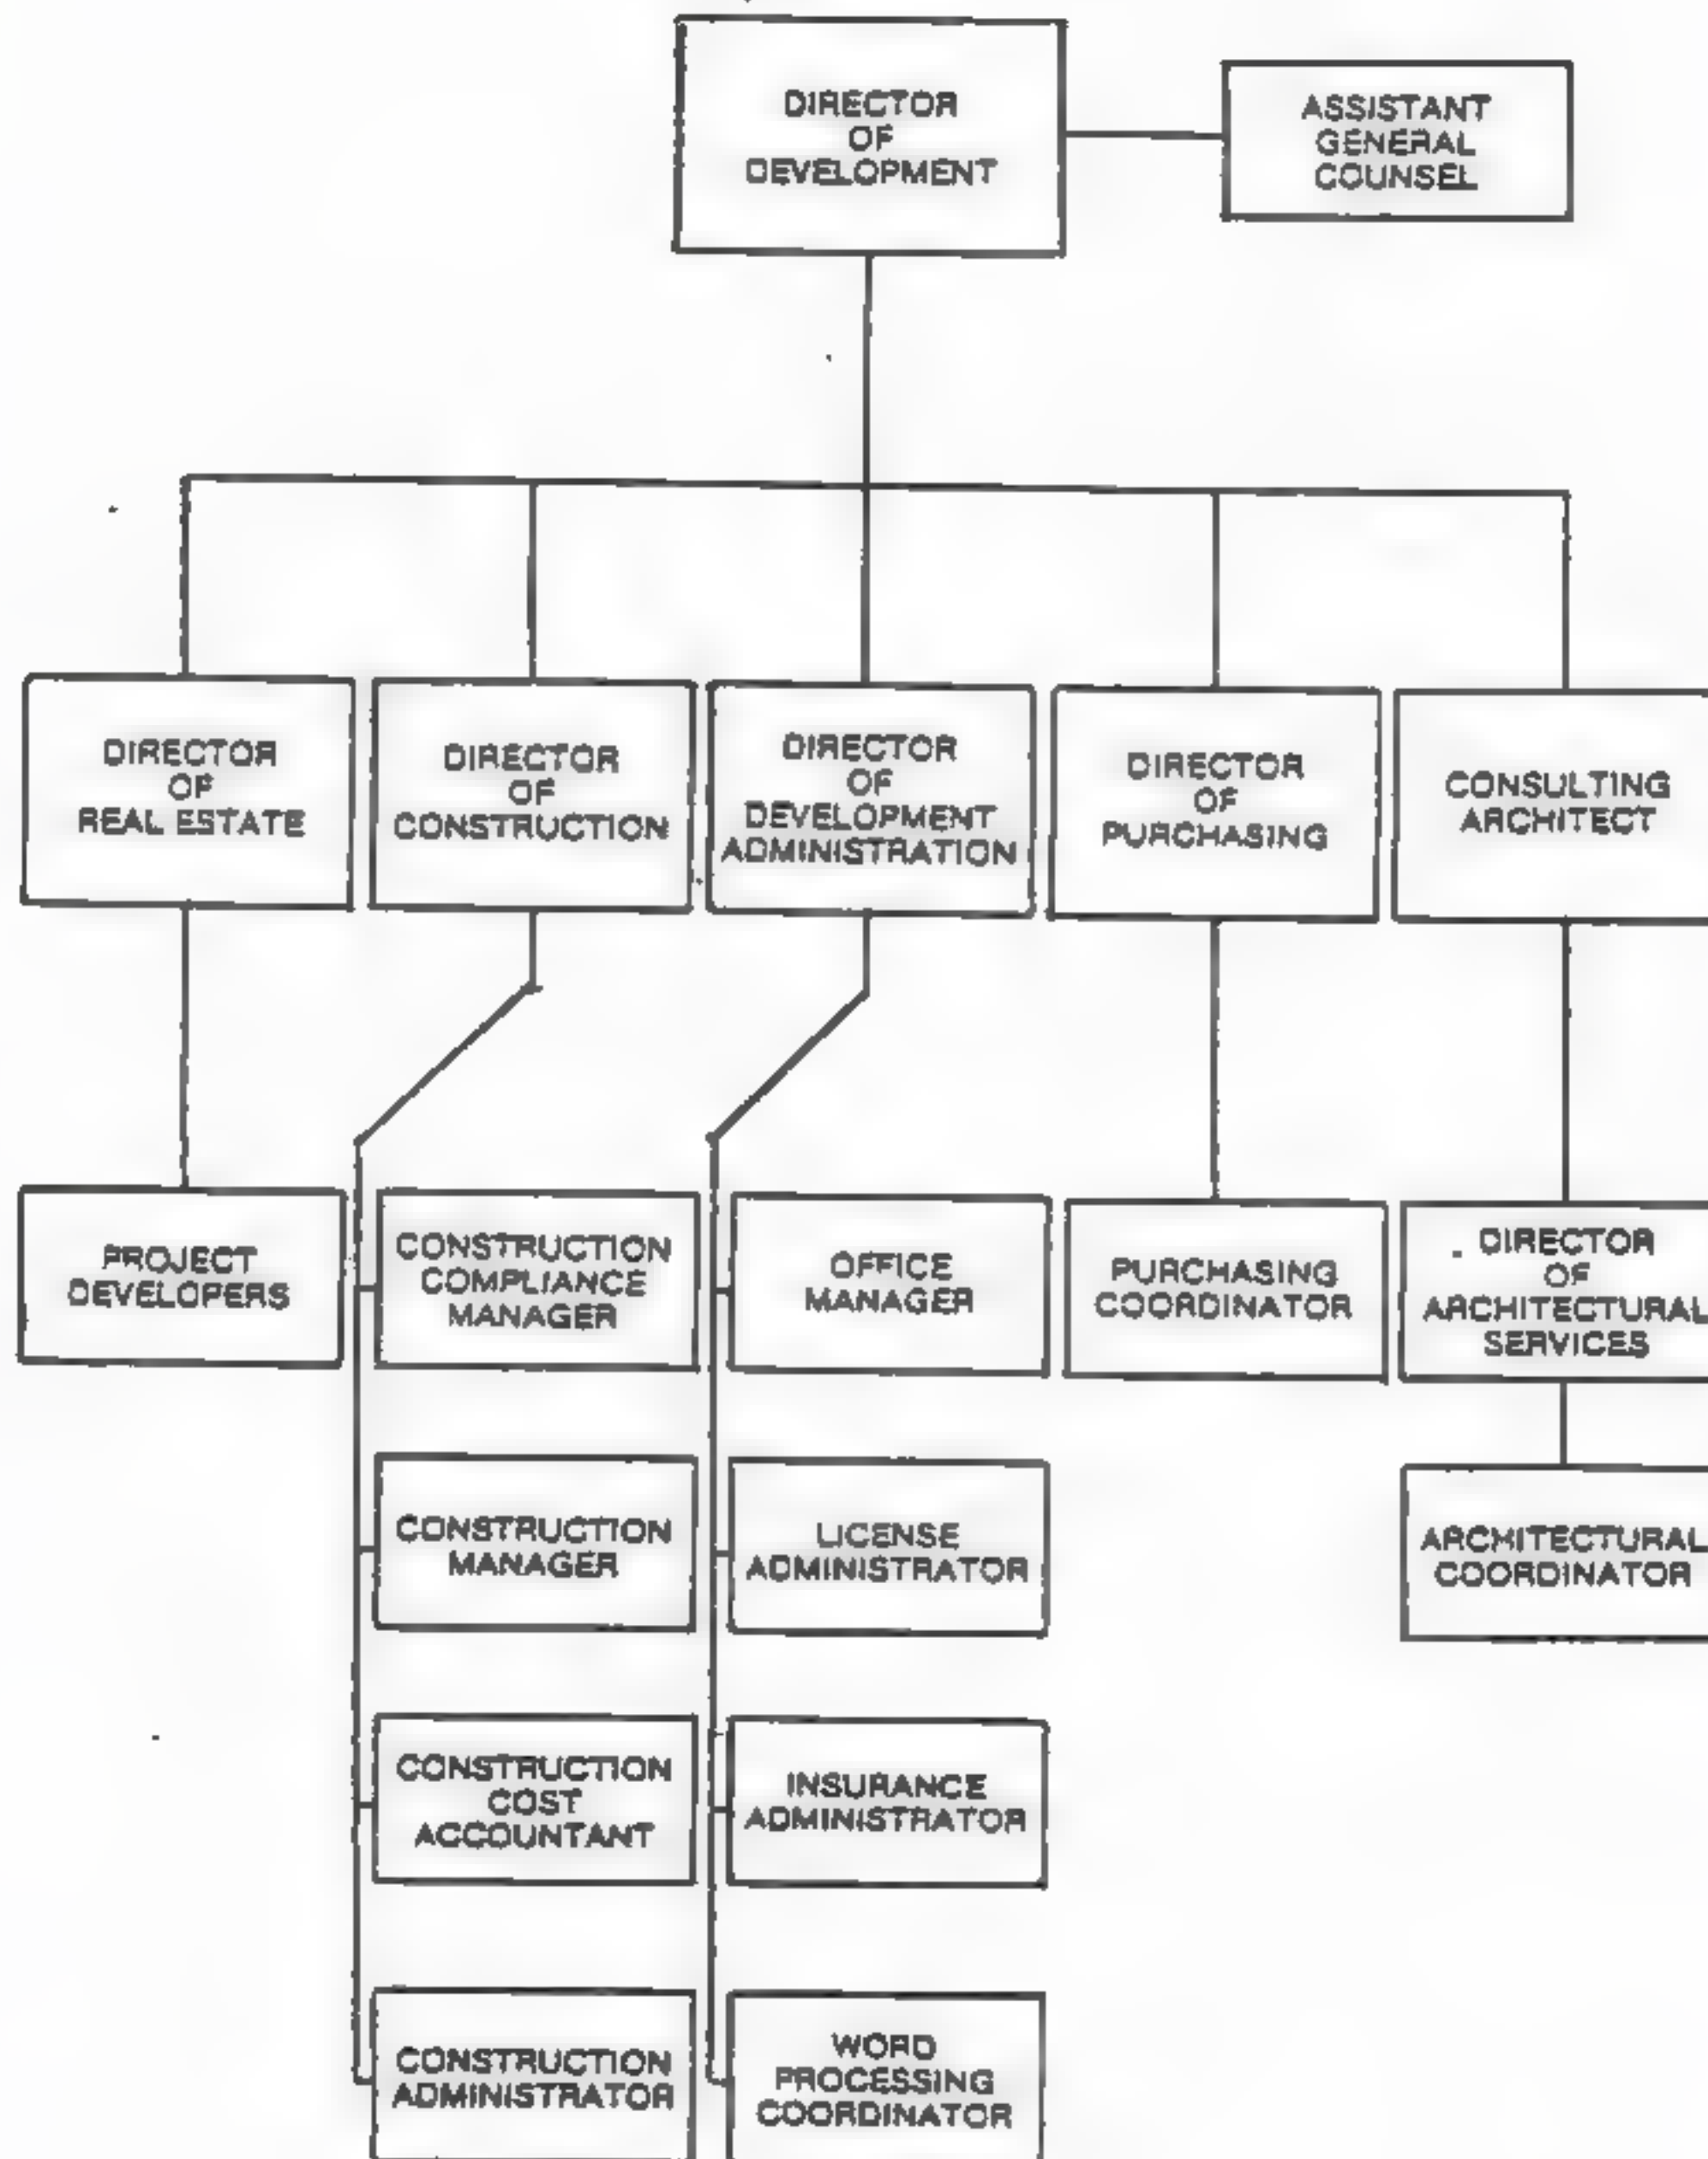 DIRECTOR
OF
DEVELOPMENT
ASSISTANT
GENERAL
COUNSEL
DIRECTOR
OF
REAL ESTATE
DIRECTOR
OF
CONSTRUCTION
DIRECTOR
OF
DEVELOPMENT
ADMINISTRATION
DIRECTOR
OF
PURCHASING
CONSULTING
ARCHITECT
PROJECT
DEVELOPERS
CONSTRUCTION
COMPLIANCE
MANAGER
OFFICE
MANAGER
PURCHASING
COORDINATOR
DIRECTOR
OF
ARCHITECTURAL
SERVICES
CONSTRUCTION
MANAGER
LICENSE
ADMINISTRATOR
ARCHITECTURAL
COORDINATOR
CONSTRUCTION
COST
ACCOUNTANT
INSURANCE
ADMINISTRATOR
CONSTRUCTION
ADMINISTRATOR
WORD
PROCESSING
COORDINATOR